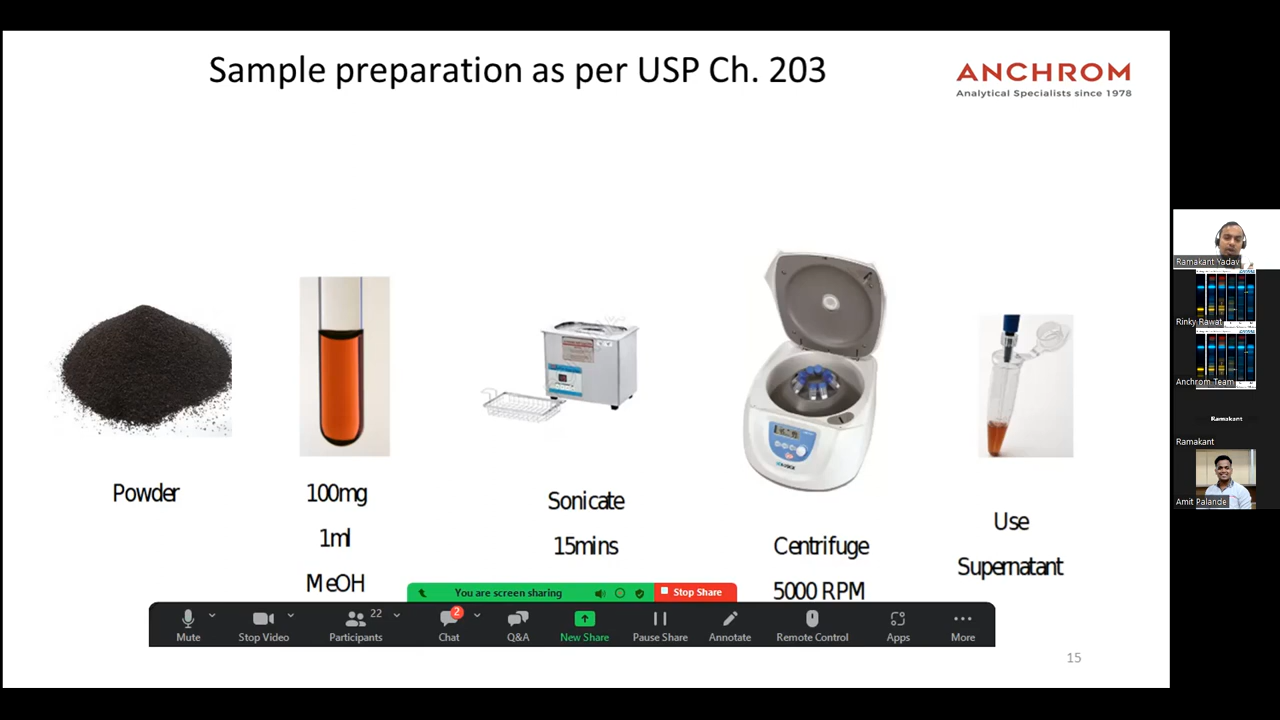 Sample preparation as per USP Ch. 203
ANCHROM
Analytical Specialists since 1978
Powder
100mg
1ml
MeOH
Sonicate
15mins
Centrifuge
5000 RPM
Use
Supernatant
You are screen sharing
Stop Share
Mute
Stop Video
22
Participants
2
Chat
Q&A
New Share
Pause Share
Annotate
Remote Control
Apps
More
15
Ramakant Yadav
Rinky Rawat
Anchrom Team
Ramakant
Ramakant
Amit Palande